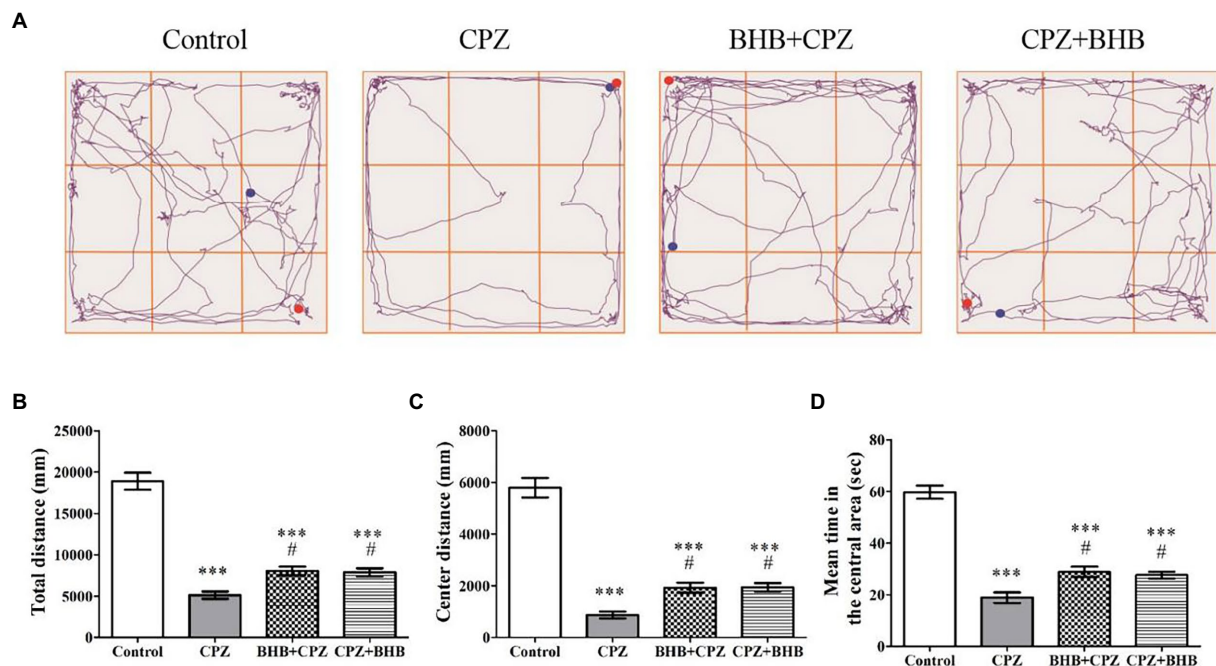 A
Control CPZ BHB+CPZ CPZ+BHB
B
Total distance (mm)
25000
20000
15000
10000
5000
0
***
***
#
***
#
Control CPZ BHB+CPZ CPZ+BHB
C
Center distance (mm)
8000
6000
4000
2000
0
***
***
#
***
#
Control CPZ BHB+CPZ CPZ+BHB
D
Mean time in
the central area (sec)
80
60
40
20
0
***
***
#
***
#
Control CPZ BHB+CPZ CPZ+BHB